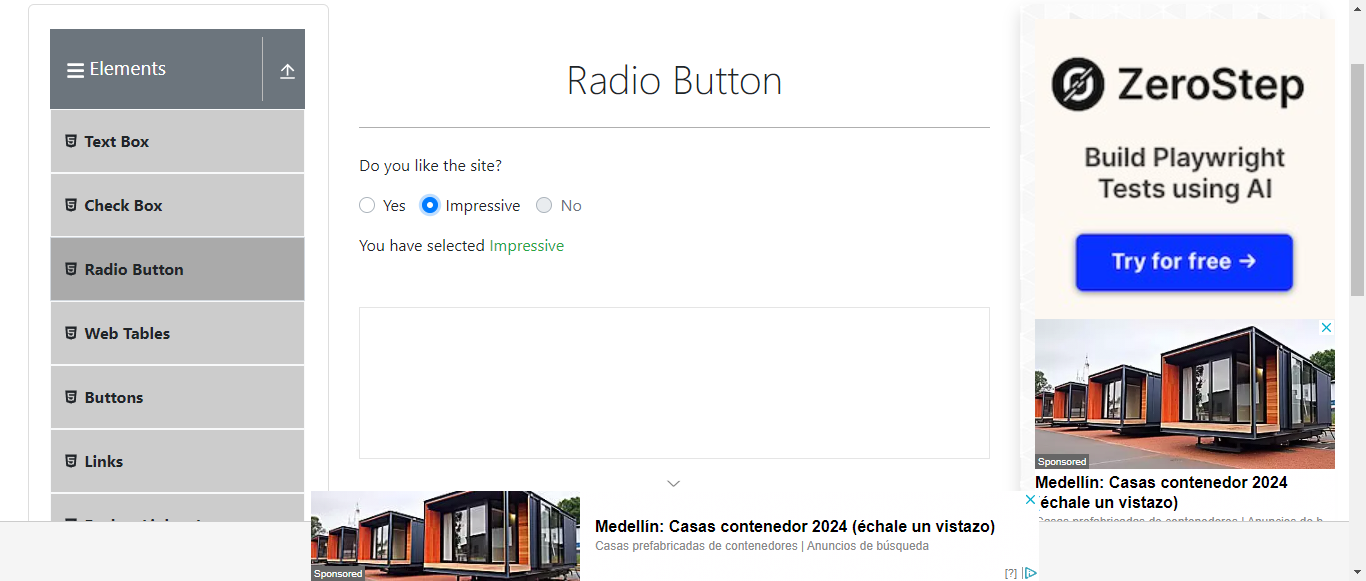 Elements
Text Box
Check Box
Radio Button
Web Tables
Buttons
Links
Radio Button
Do you like the site?
Yes Impressive No
You have selected Impressive
ZeroStep
Build Playwright
Tests using AI
Try for free →
Sponsored
Medellín: Casas contenedor 2024
(échale un vistazo)
Sponsored
Medellín: Casas contenedor 2024 (échale un vistazo)
Casas prefabricadas de contenedores | Anuncios de búsqueda
[?]